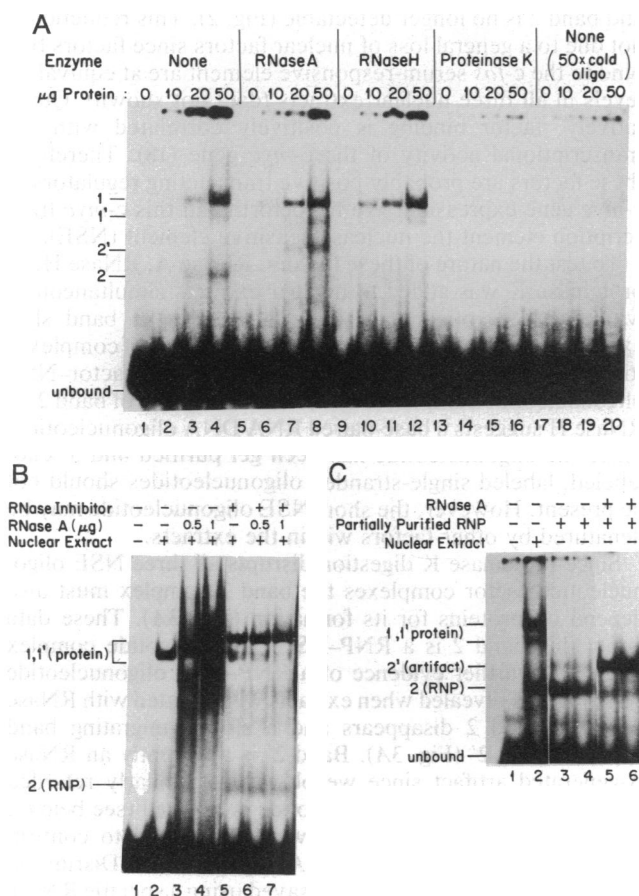 A
Enzyme None RNase A RNase H Proteinase K None (50x cold oligo)
μg Protein: 0 10 20 50 0 10 20 50 0 10 20 50 0 10 20 50 0 10 20 50
1
1'
2'
2
unbound
1 2 3 4 5 6 7 8 9 10 11 12 13 14 15 16 17 18 19 20
B
RNase Inhibitor - - - - + + +
RNase A (μg) - - 0.5 1 - 0.5 1
Nuclear Extract - + + + + + +
1,1' (protein)
2 (RNP)
1 2 3 4 5 6 7
C
RNase A - - - - + +
Partially Purified RNP - - + + + +
Nuclear Extract - + - - - -
1,1' protein)
2' (artifact)
2 (RNP)
unbound
1 2 3 4 5 6